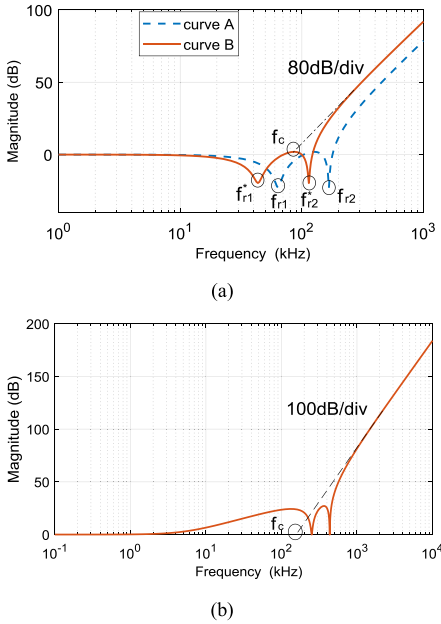 100
curve A
curve B
80dB/div
50
Magnitude (dB)
f_c
0
f*_r1
f_r1
f*_r2
f_r2
10^0
10^1
10^2
10^3
Frequency (kHz)
(a)
200
150
100dB/div
100
Magnitude (dB)
50
f_c
0
10^-1
10^0
10^1
10^2
10^3
10^4
Frequency (kHz)
(b)